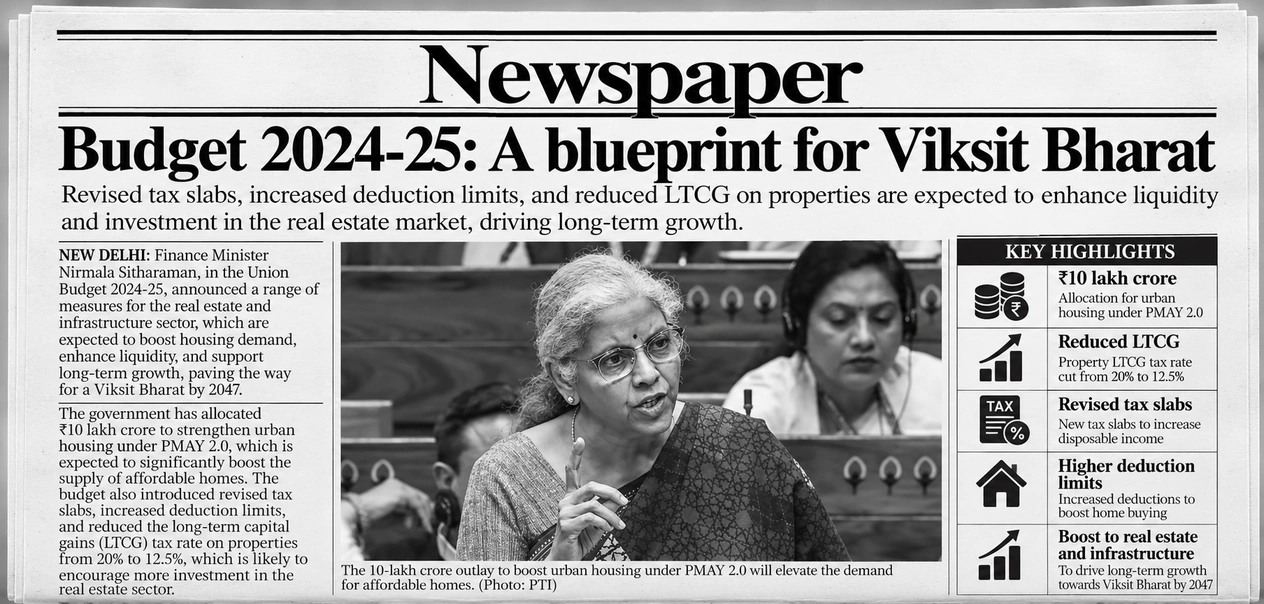 Newspaper
Budget 2024-25: A blueprint for Viksit Bharat
Revised tax slabs, increased deduction limits, and reduced LTCG on properties are expected to enhance liquidity
and investment in the real estate market, driving long-term growth.
NEW DELHI: Finance Minister
Nirmala Sitharaman, in the Union
Budget 2024-25, announced a range of
measures for the real estate and
infrastructure sector, which are
expected to boost housing demand,
enhance liquidity, and support
long-term growth, paving the way
for a Viksit Bharat by 2047.
The government has allocated
₹10 lakh crore to strengthen urban
housing under PMAY 2.0, which is
expected to significantly boost the
supply of affordable homes. The
budget also introduced revised tax
slabs, increased deduction limits,
and reduced the long-term capital
gains (LTCG) tax rate on properties
from 20% to 12.5%, which is likely to
encourage more investment in the
real estate sector.
The 10-lakh crore outlay to boost urban housing under PMAY 2.0 will elevate the demand
for affordable homes. (Photo: PTI)
KEY HIGHLIGHTS
₹
₹10 lakh crore
Allocation for urban
housing under PMAY 2.0
Reduced LTCG
Property LTCG tax rate
cut from 20% to 12.5%
TAX
%
Revised tax slabs
New tax slabs to increase
disposable income
Higher deduction
limits
Increased deductions to
boost home buying
Boost to real estate
and infrastructure
To drive long-term growth
towards Viksit Bharat by 2047